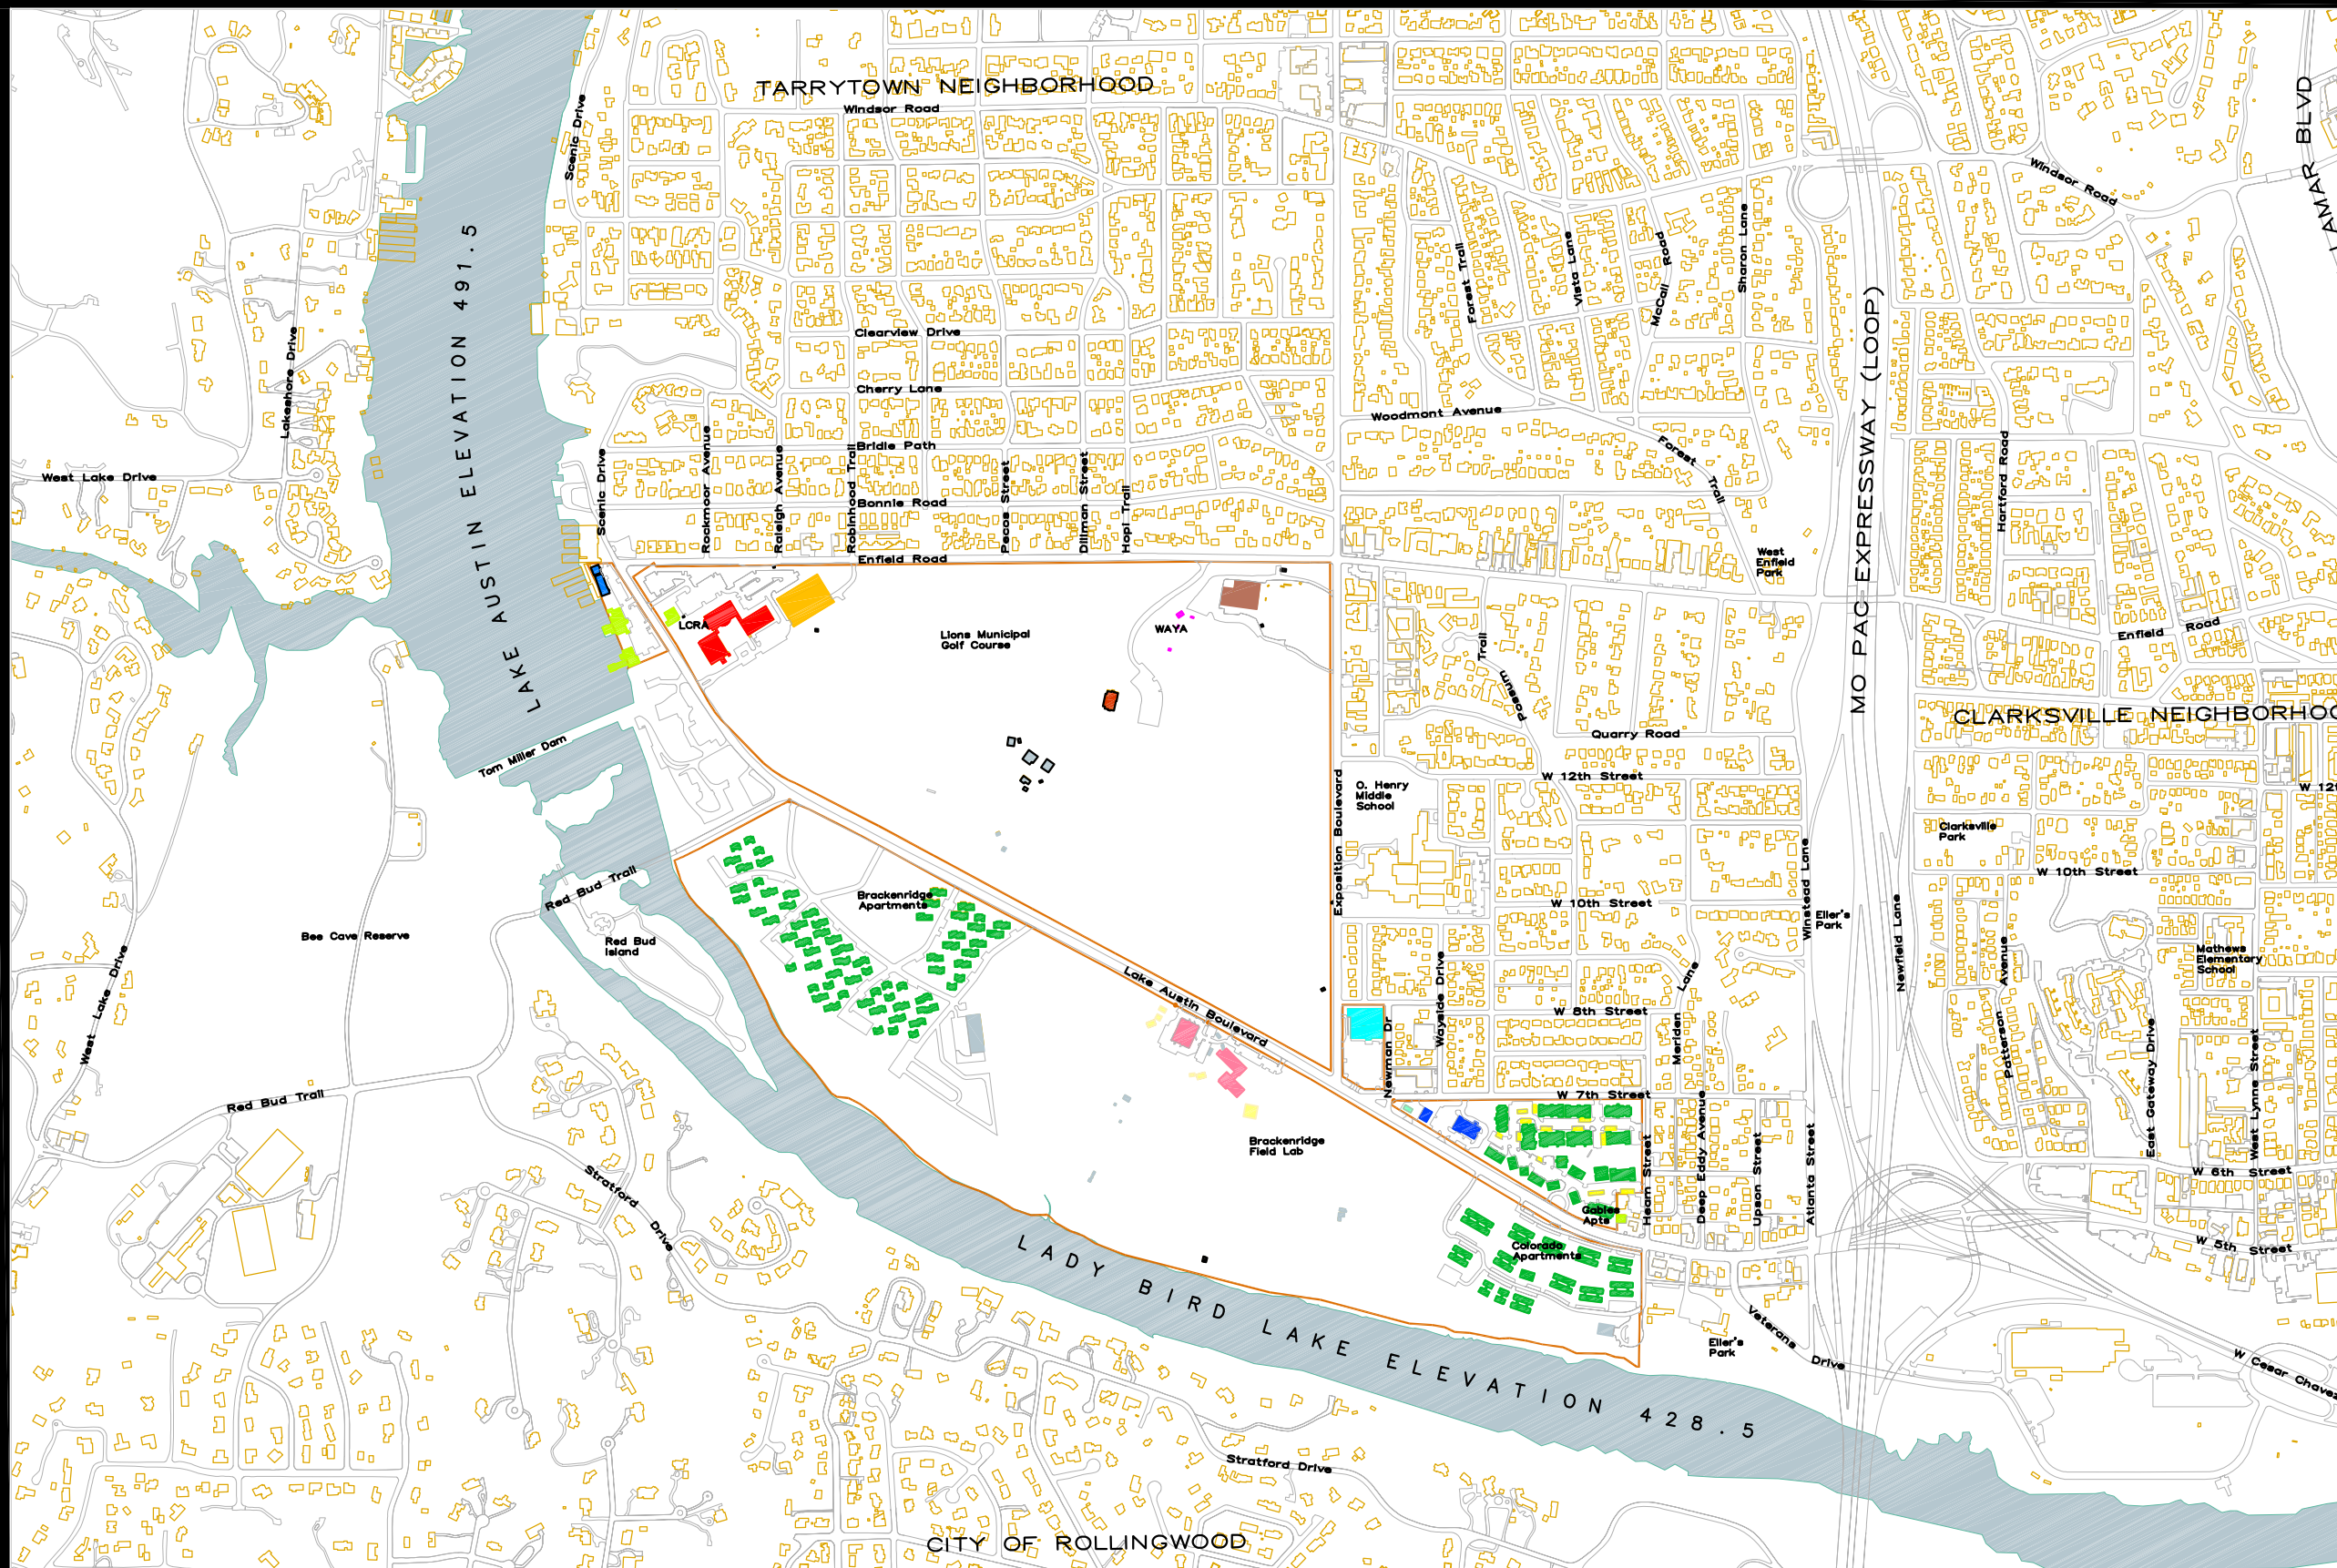 TARRYTOWN NEIGHBORHOOD
Windsor Road
Scenic Drive
LAMAR BLVD
Windsor Road
Forest Trail
Vista Lane
McCall Road
Sharon Lane
LAKE AUSTIN ELEVATION 491.5
Lakeshore Drive
Clearview Drive
Cherry Lane
Woodmont Avenue
MO PAC EXPRESSWAY (LOOP)
West Lake Drive
Scenic Drive
Rockmoor Avenue
Raleigh Avenue
Robinhood Trail
Bridle Path
Bonnie Road
Pecos Street
Dillman Street
Hopi Trail
Enfield Road
Forest Trail
Hartford Road
West
Enfield
Park
LCRA
Lions Municipal
Golf Course
WAYA
Possum Trail
Enfield Road
CLARKSVILLE NEIGHBORHOO
Quarry Road
Tom Miller Dam
W 12th Street
W 12t
O. Henry
Middle
School
Exposition Boulevard
Clarksville
Park
W 10th Street
Winstead Lane
Red Bud Trail
Brackenridge
Apartments
W 10th Street
Eiler's
Park
Newfield Lane
Bee Cave Reserve
Red Bud
Island
West Lake Drive
Lake Austin Boulevard
Wayside Drive
Meriden Lane
Patterson Avenue
Mathews
Elementary
School
W 8th Street
Newman Dr
East Gateway Drive
West Lynne Street
Red Bud Trail
W 7th Street
Brackenridge
Field Lab
Hearn Street
Deep Eddy Avenue
Upson Street
Atlanta Street
W 6th Street
Stratford Drive
Gables
Apts
Colorado
Apartments
W 5th Street
LADY BIRD LAKE ELEVATION 428.5
Eiler's
Park
Veterans Drive
W Cesar Chavez
Stratford Drive
CITY OF ROLLINGWOOD